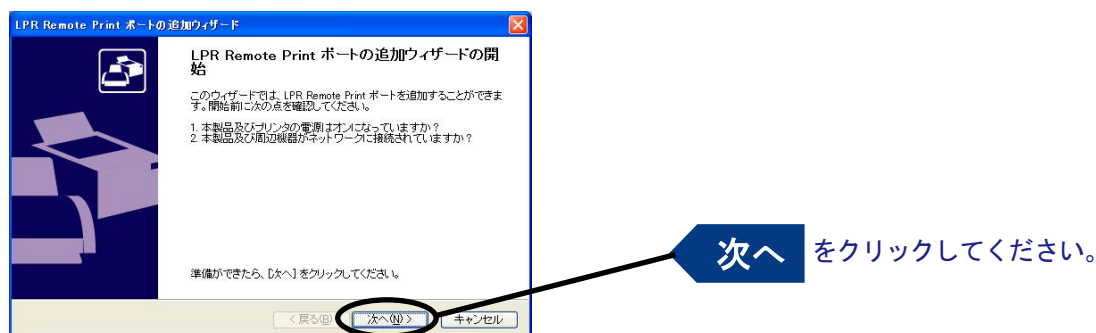 LPR Remote Print ポートの追加ウィザード
LPR Remote Print ポートの追加ウィザードの開
始
このウィザードでは、LPR Remote Print ポートを追加することができま
す。開始前に次の点を確認してください。
1. 本製品及びプリンタの電源はオンになっていますか？
2. 本製品及び周辺機器がネットワークに接続されていますか？
次へ をクリックしてください。
準備ができたら、[次へ] をクリックしてください。
< 戻る(B) 次へ(N) > キャンセル